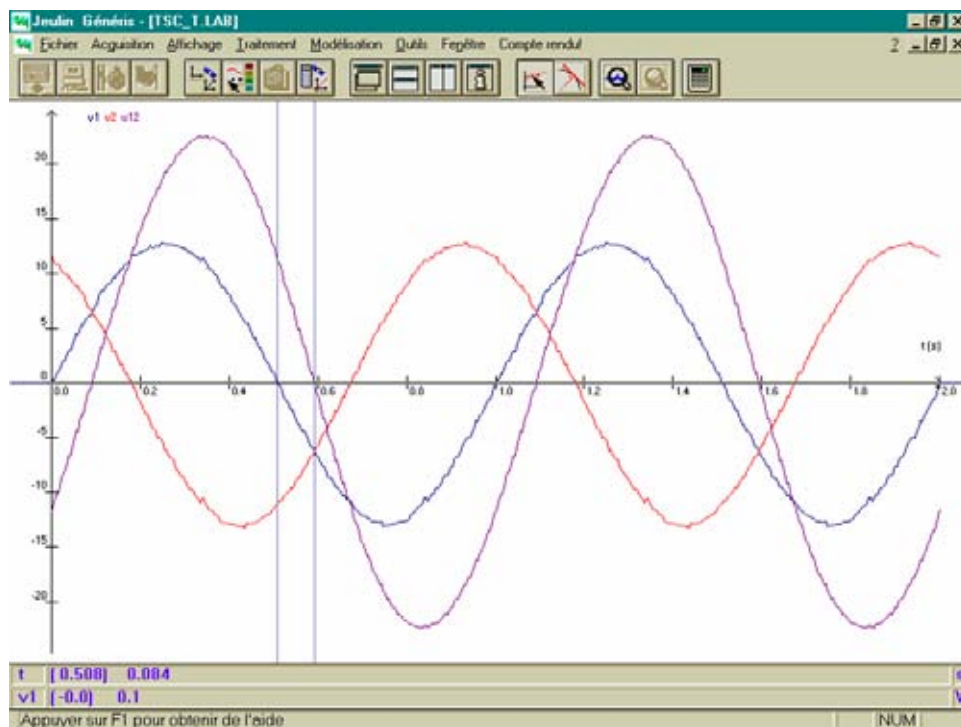 Jeulin Généris - [TSC_T.LAB]
Fichier Acquisition Affichage Traitement Modélisation Outils Fenêtre Compte rendu! ?
v1 v2 u12
20
15
10
5
t(s)
0
0.0 0.2 0.4 0.6 0.8 1.0 1.2 1.4 1.6 1.8 2.0
-5
-10
-15
-20
t (0.508) 0.084
v1 (-0.0) 0.1
Appuyer sur F1 pour obtenir de l'aide NUM